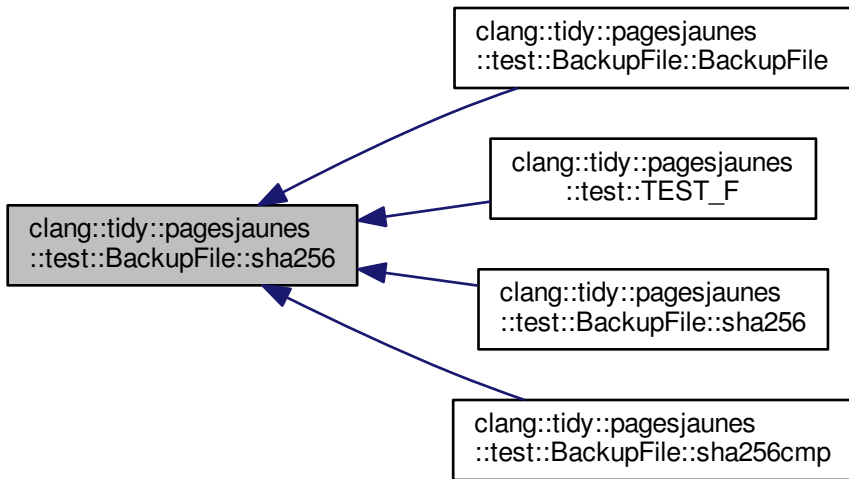 clang::tidy::pagesjaunes
::test::BackupFile::BackupFile
clang::tidy::pagesjaunes
::test::TEST_F
clang::tidy::pagesjaunes
::test::BackupFile::sha256
clang::tidy::pagesjaunes
::test::BackupFile::sha256
clang::tidy::pagesjaunes
::test::BackupFile::sha256cmp